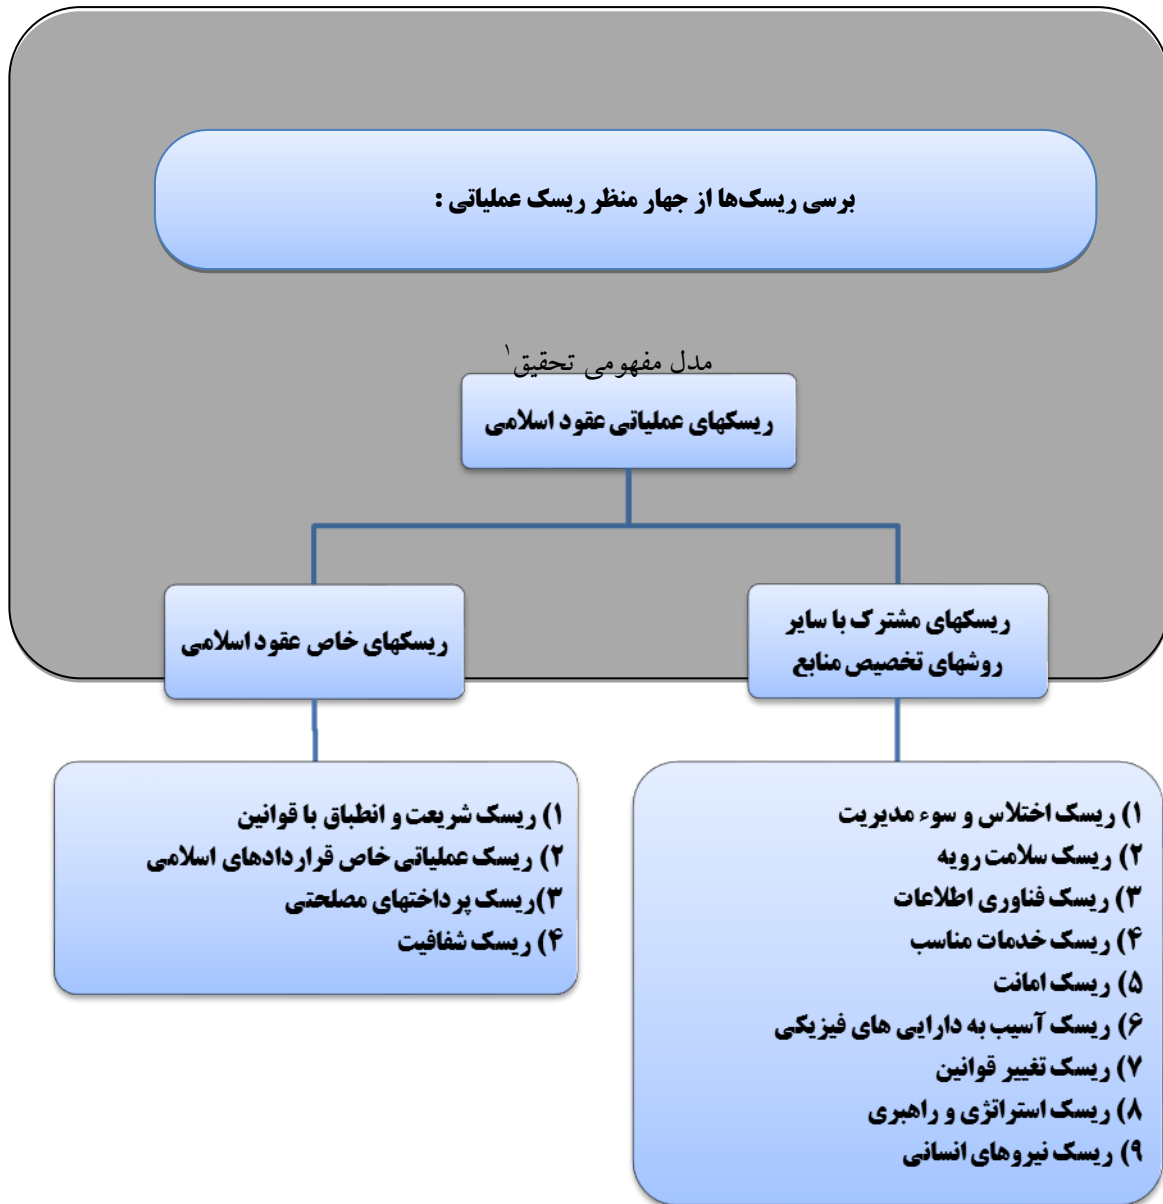 برسی ریسک‌ها از جهار منظر ریسک عملیاتی :
مدل مفهومی تحقیق۱
ریسکهای عملیاتی عقود اسلامی
ریسکهای مشترک با سایر
روشهای تخصیص منابع
ریسکهای خاص عقود اسلامی
۱) ریسک اختلاس و سوء مدیریت
۲) ریسک سلامت رویه
۳) ریسک فناوری اطلاعات
۴) ریسک خدمات مناسب
۵) ریسک امانت
۶) ریسک آسیب به دارایی های فیزیکی
۷) ریسک تغییر قوانین
۸) ریسک استراتژی و راهبری
۹) ریسک نیروهای انسانی
۱) ریسک شریعت و انطباق با قوانین
۲) ریسک عملیاتی خاص قراردادهای اسلامی
۳)ریسک پرداختهای مصلحتی
۴) ریسک شفافیت